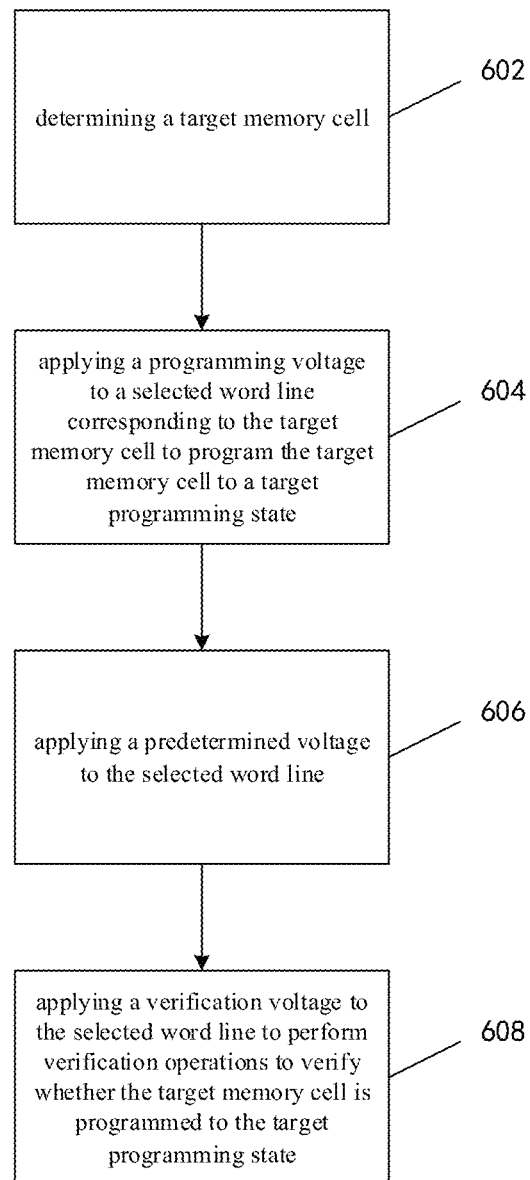 602
determining a target memory cell
applying a programming voltage
to a selected word line
corresponding to the target
memory cell to program the target
memory cell to a target
programming state
604
606
applying a predetermined voltage
to the selected word line
applying a verification voltage to
the selected word line to perform
verification operations to verify
whether the target memory cell is
programmed to the target
programming state
608